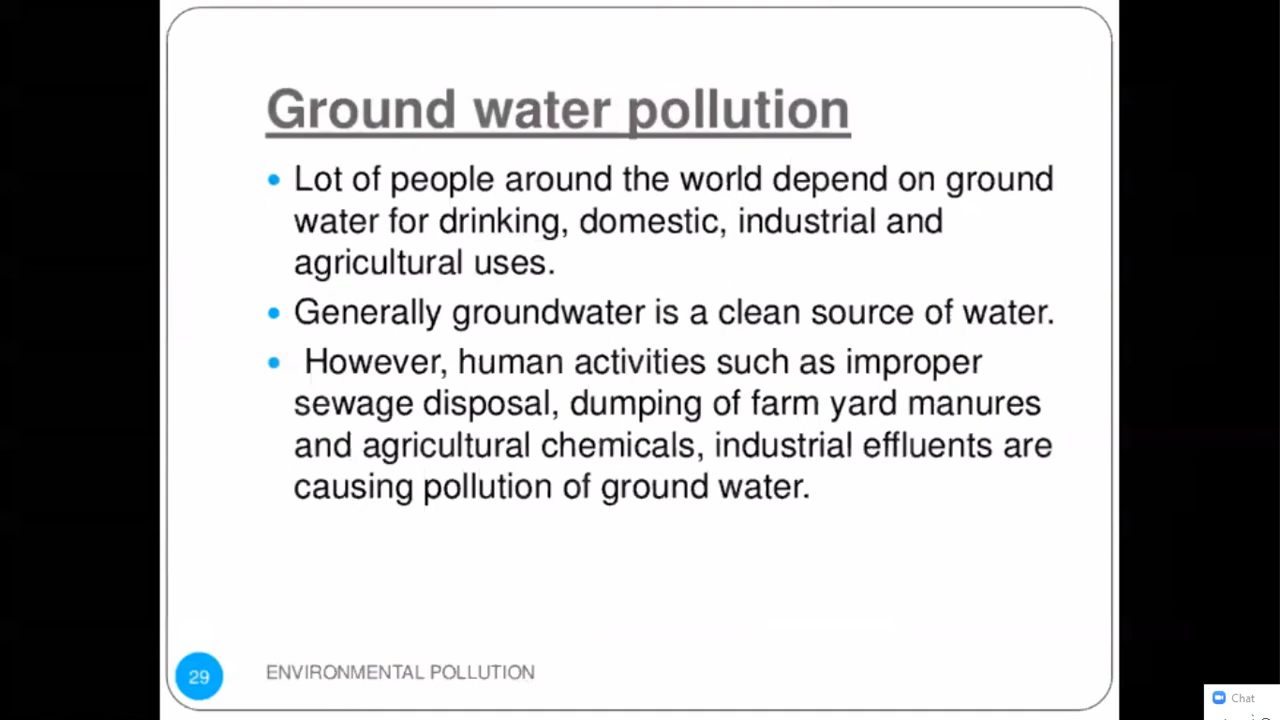 Ground water pollution
• Lot of people around the world depend on ground
water for drinking, domestic, industrial and
agricultural uses.
• Generally groundwater is a clean source of water.
• However, human activities such as improper
sewage disposal, dumping of farm yard manures
and agricultural chemicals, industrial effluents are
causing pollution of ground water.
29 ENVIRONMENTAL POLLUTION
Chat